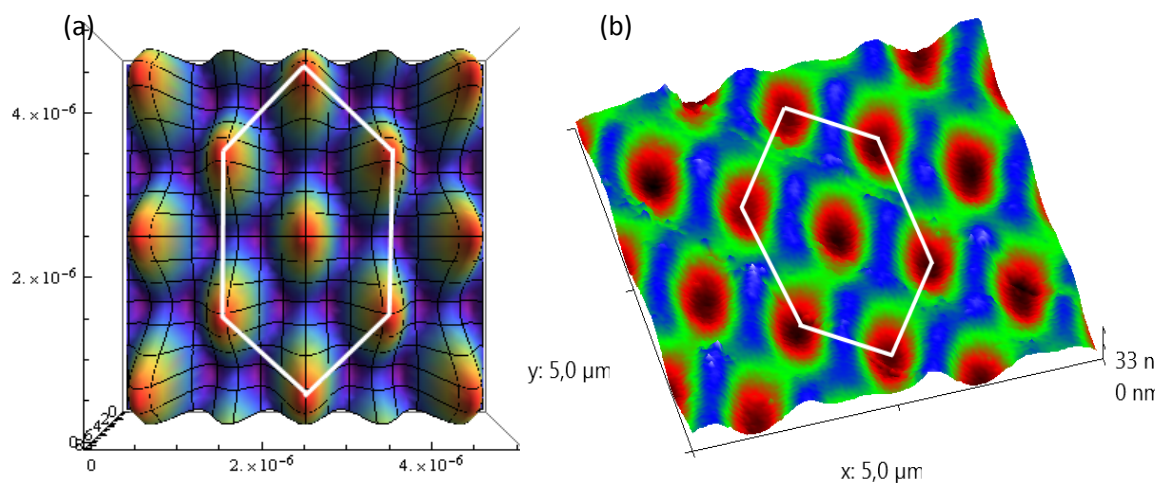 (a)
(b)
4.×10⁻⁶
2.×10⁻⁶
0
2.×10⁻⁶
4.×10⁻⁶
y: 5,0 µm
x: 5,0 µm
33 n
0 nm